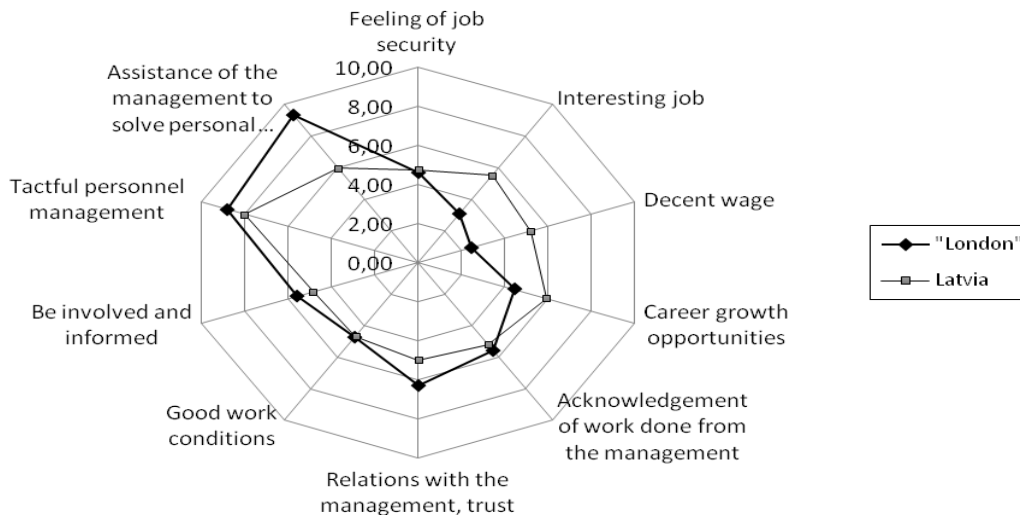 Feeling of job
security
Interesting job
Decent wage
Career growth
opportunities
Acknowledgement
of work done from
the management
Relations with the
management, trust
Good work
conditions
Be involved and
informed
Tactful personnel
management
Assistance of the
management to
solve personal...
10,00
8,00
6,00
4,00
2,00
0,00
"London"
Latvia